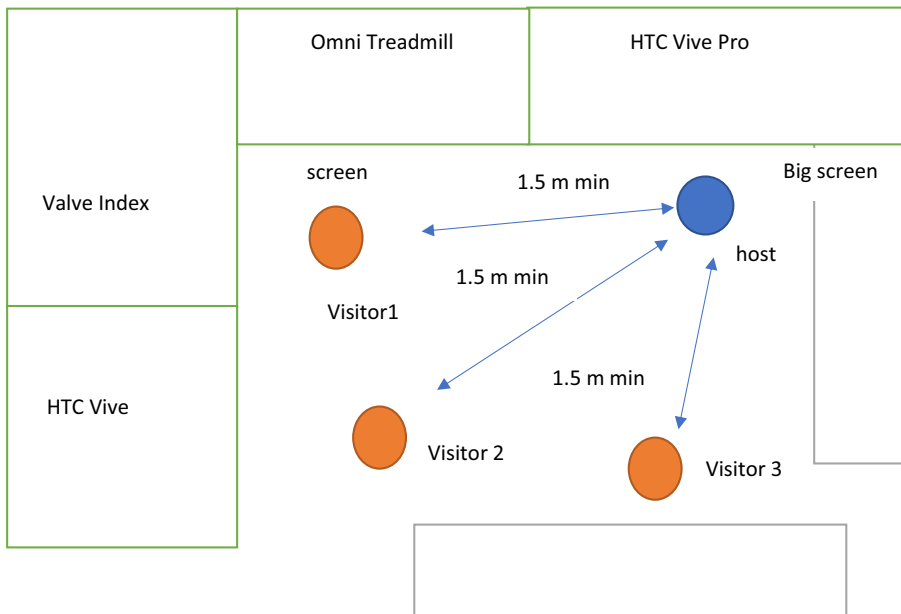 Omni Treadmill
HTC Vive Pro
screen
1.5 m min
Big screen
Valve Index
host
1.5 m min
Visitor1
1.5 m min
HTC Vive
Visitor 2
Visitor 3